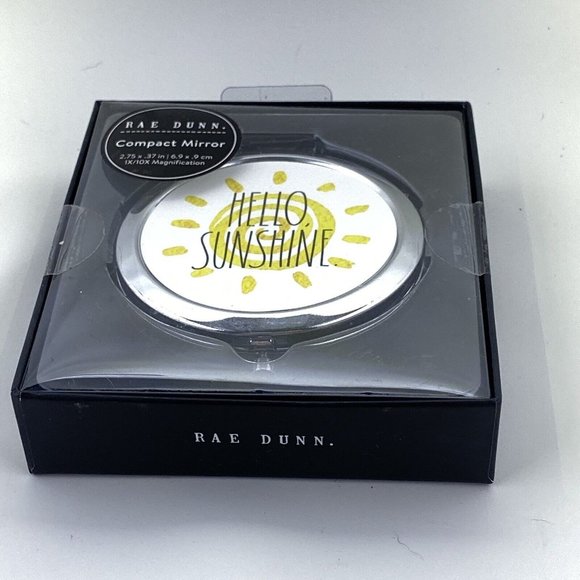 RAE DUNN.
Compact Mirror
2.75 x .37 in | 6.9 x .9 cm
1X/10X Magnification
HELLO,
SUNSHINE.
RAE DUNN.